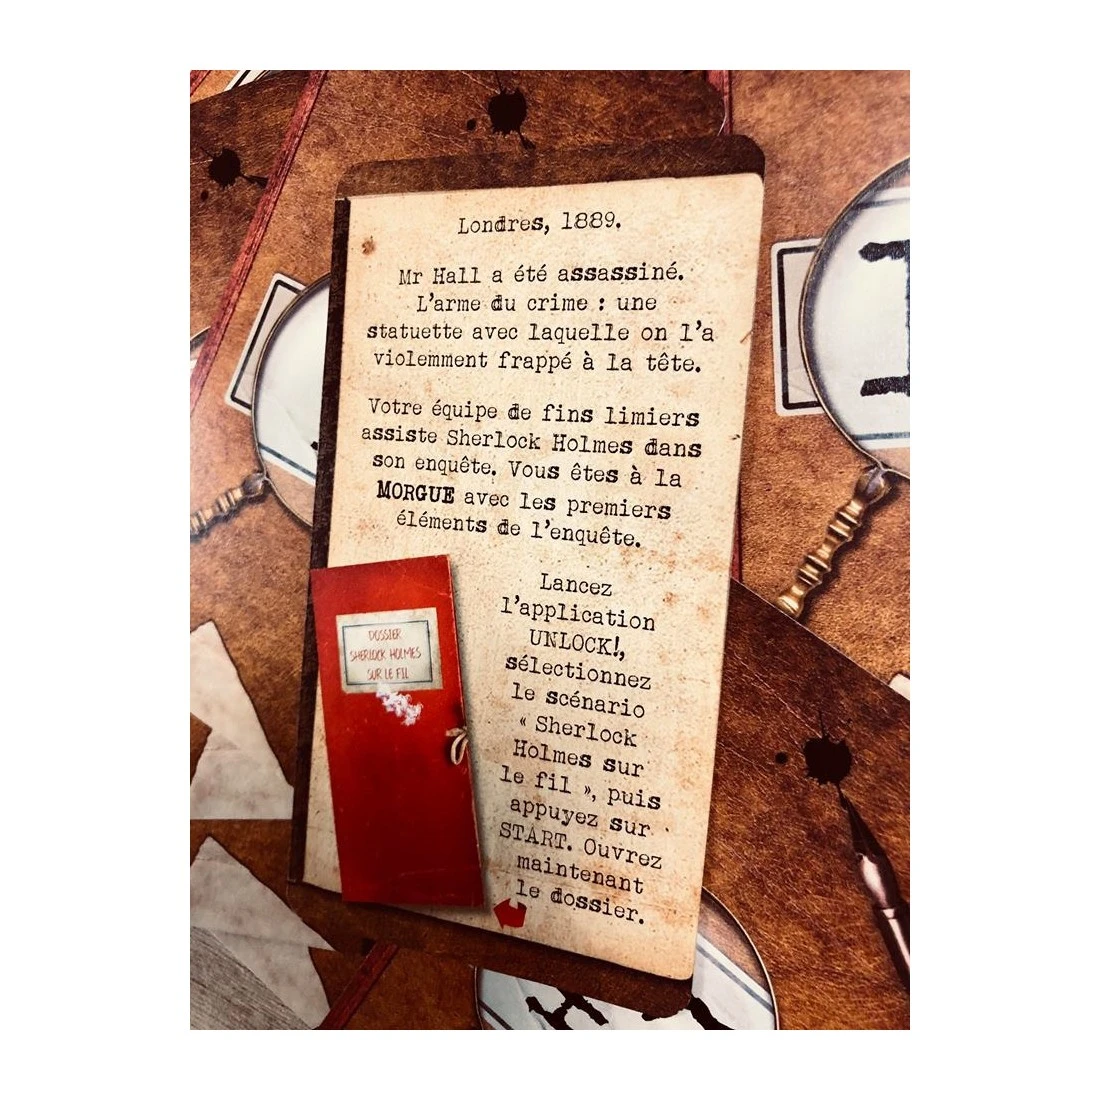 Londres, 1889.
Mr Hall a été assassiné.
L'arme du crime : une
statuette avec laquelle on l'a
violemment frappé à la tête.
Votre équipe de fins limiers
assiste Sherlock Holmes dans
son enquête. Vous êtes à la
MORGUE avec les premiers
éléments de l'enquête.
Lancez
l'application
UNLOCK!,
sélectionnez
le scénario
« Sherlock
Holmes sur
le fil », puis
appuyez sur
START. Ouvrez
maintenant
le dossier.
DOSSIER
SHERLOCK HOLMES
SUR LE FIL